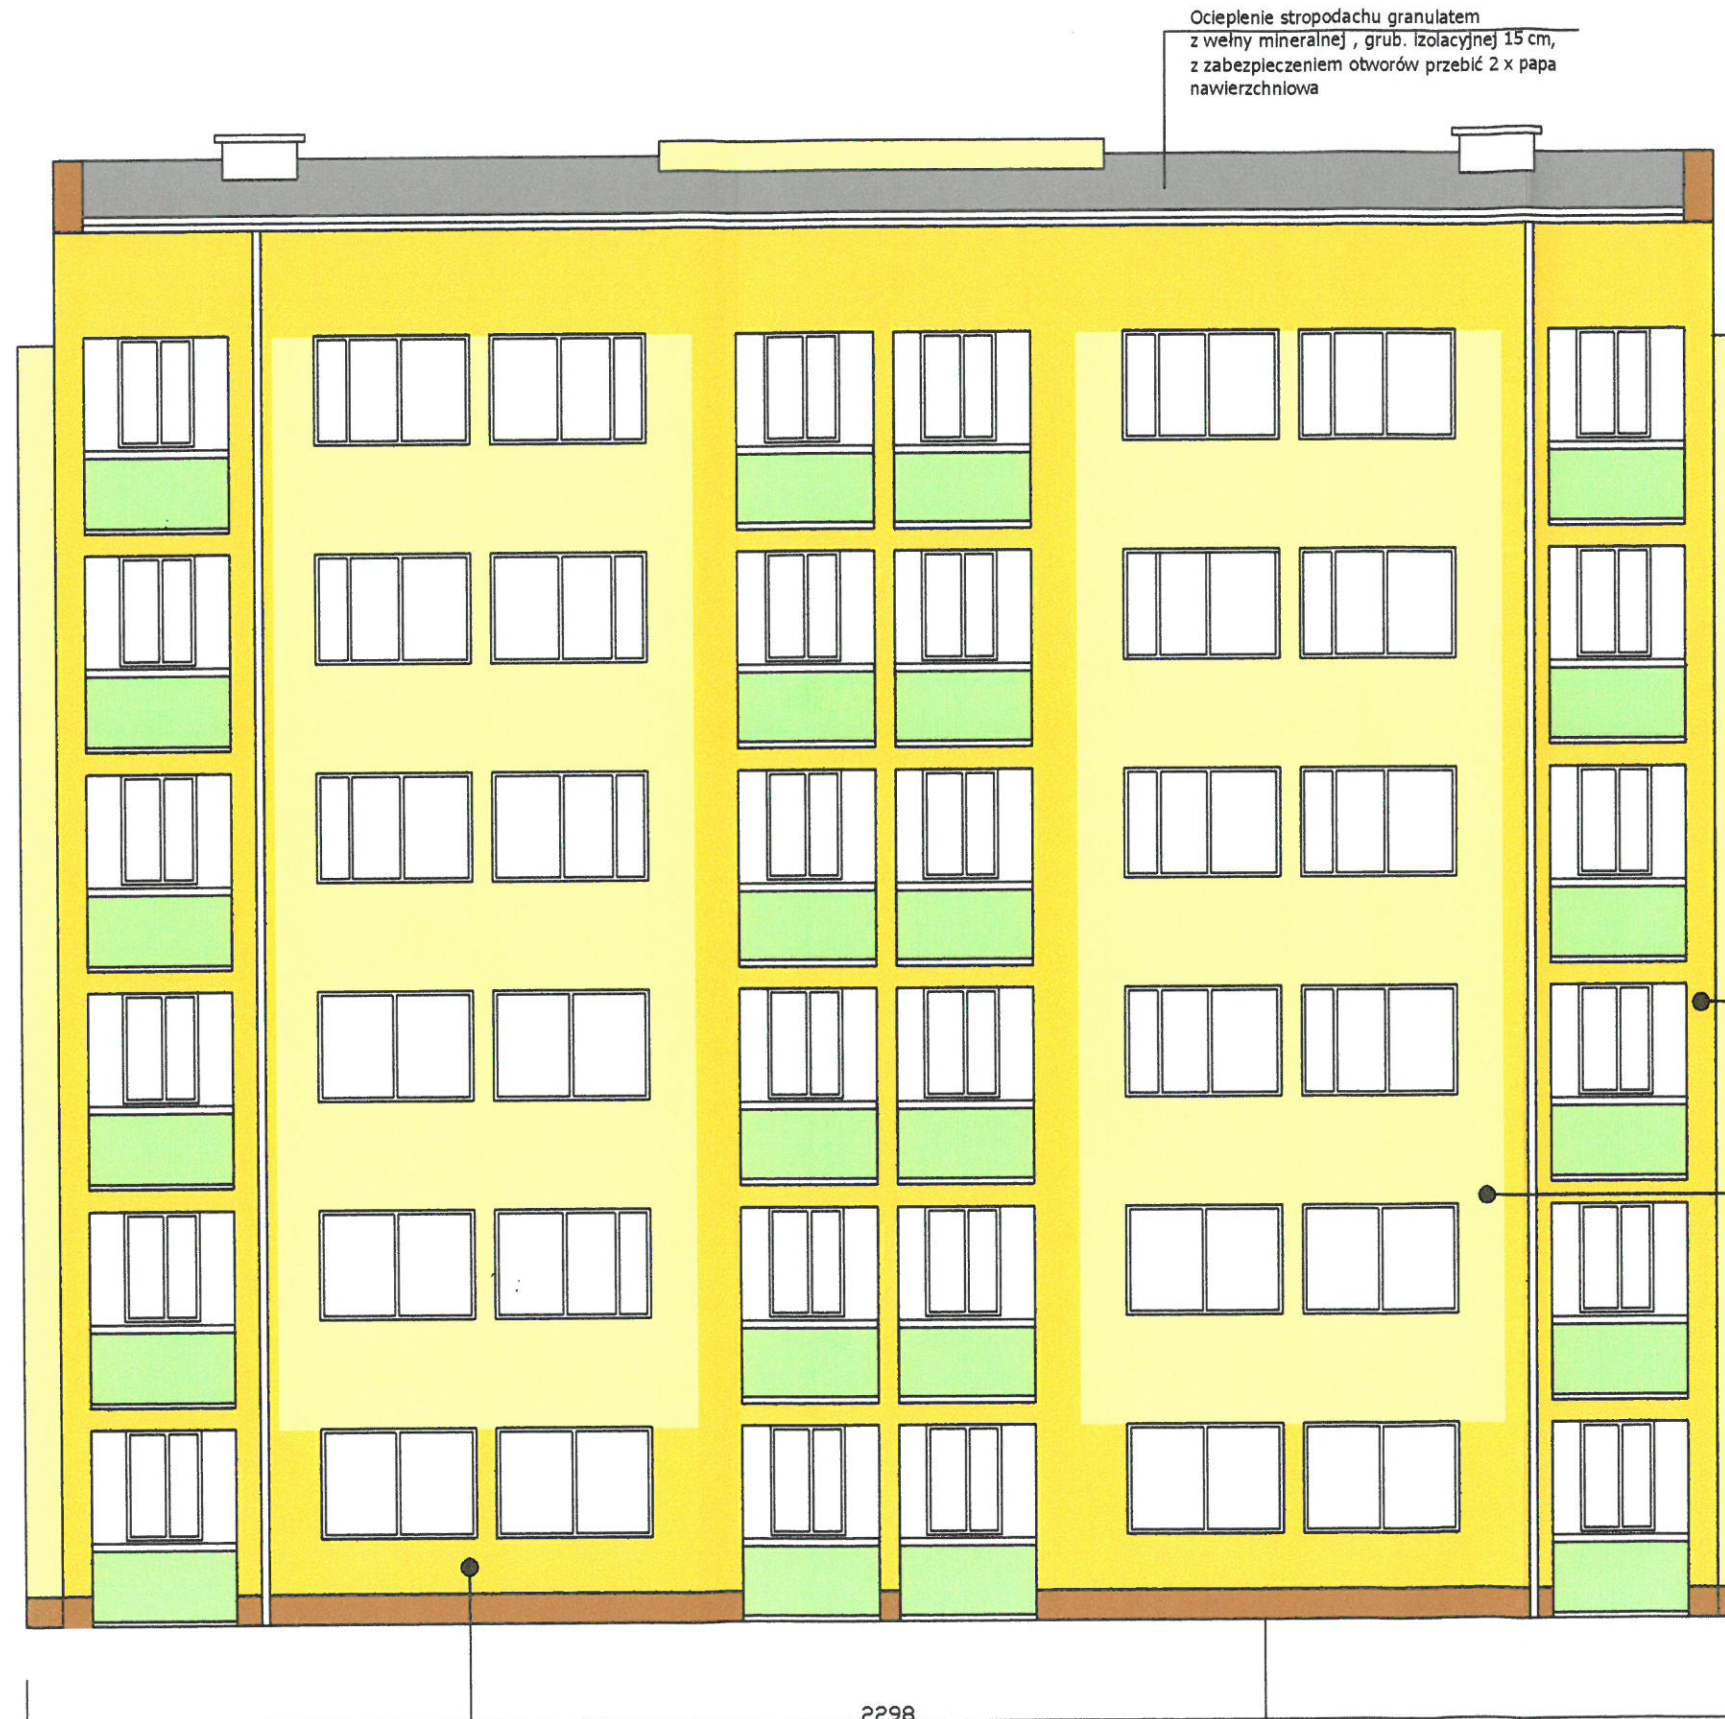 Ocieplenie stropodachu granulatem
z wełny mineralnej , grub. izolacyjnej 15 cm,
z zabezpieczeniem otworów przebić 2 x papa
nawierzchniowa
2298